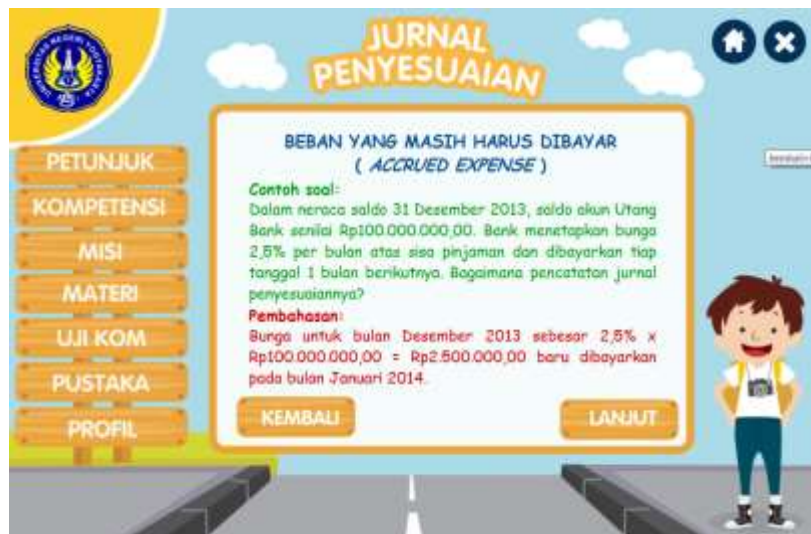 JURNAL
PENYESUAIAN
BEBAN YANG MASIH HARUS DIBAYAR
( ACCRUED EXPENSE )
Contoh soal:
Dalam neraca saldo 31 Desember 2013, saldo akun Utang
Bank senilai Rp100.000.000,00. Bank menetapkan bunga
2,5% per bulan atas sisa pinjaman dan dibayarkan tiap
tanggal 1 bulan berikutnya. Bagaimana pencatatan jurnal
penyesuaiannya?
Pembahasan:
Bunga untuk bulan Desember 2013 sebesar 2,5% x
Rp100.000.000,00 = Rp2.500.000,00 baru dibayarkan
pada bulan Januari 2014.
KEMBALI
LANJUT
PETUNJUK
KOMPETENSI
MISI
MATERI
UJI KOM
PUSTAKA
PROFIL
UNIVERSITAS NEGERI YOGYAKARTA